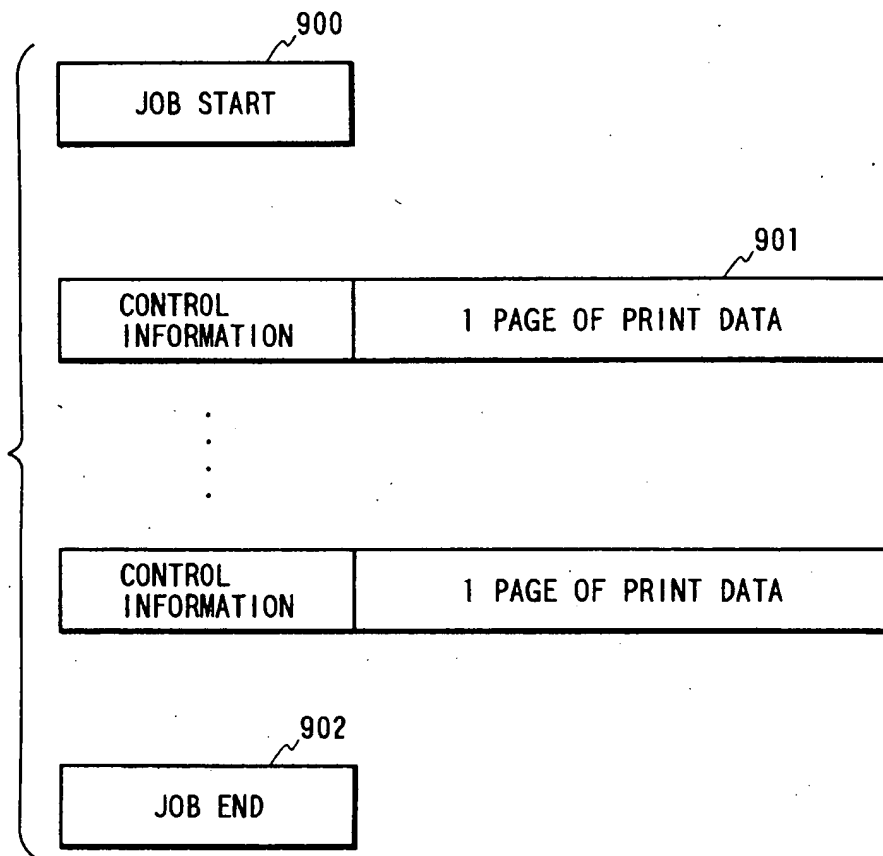 900
JOB START
901
CONTROL
INFORMATION
1 PAGE OF PRINT DATA
CONTROL
INFORMATION
1 PAGE OF PRINT DATA
902
JOB END